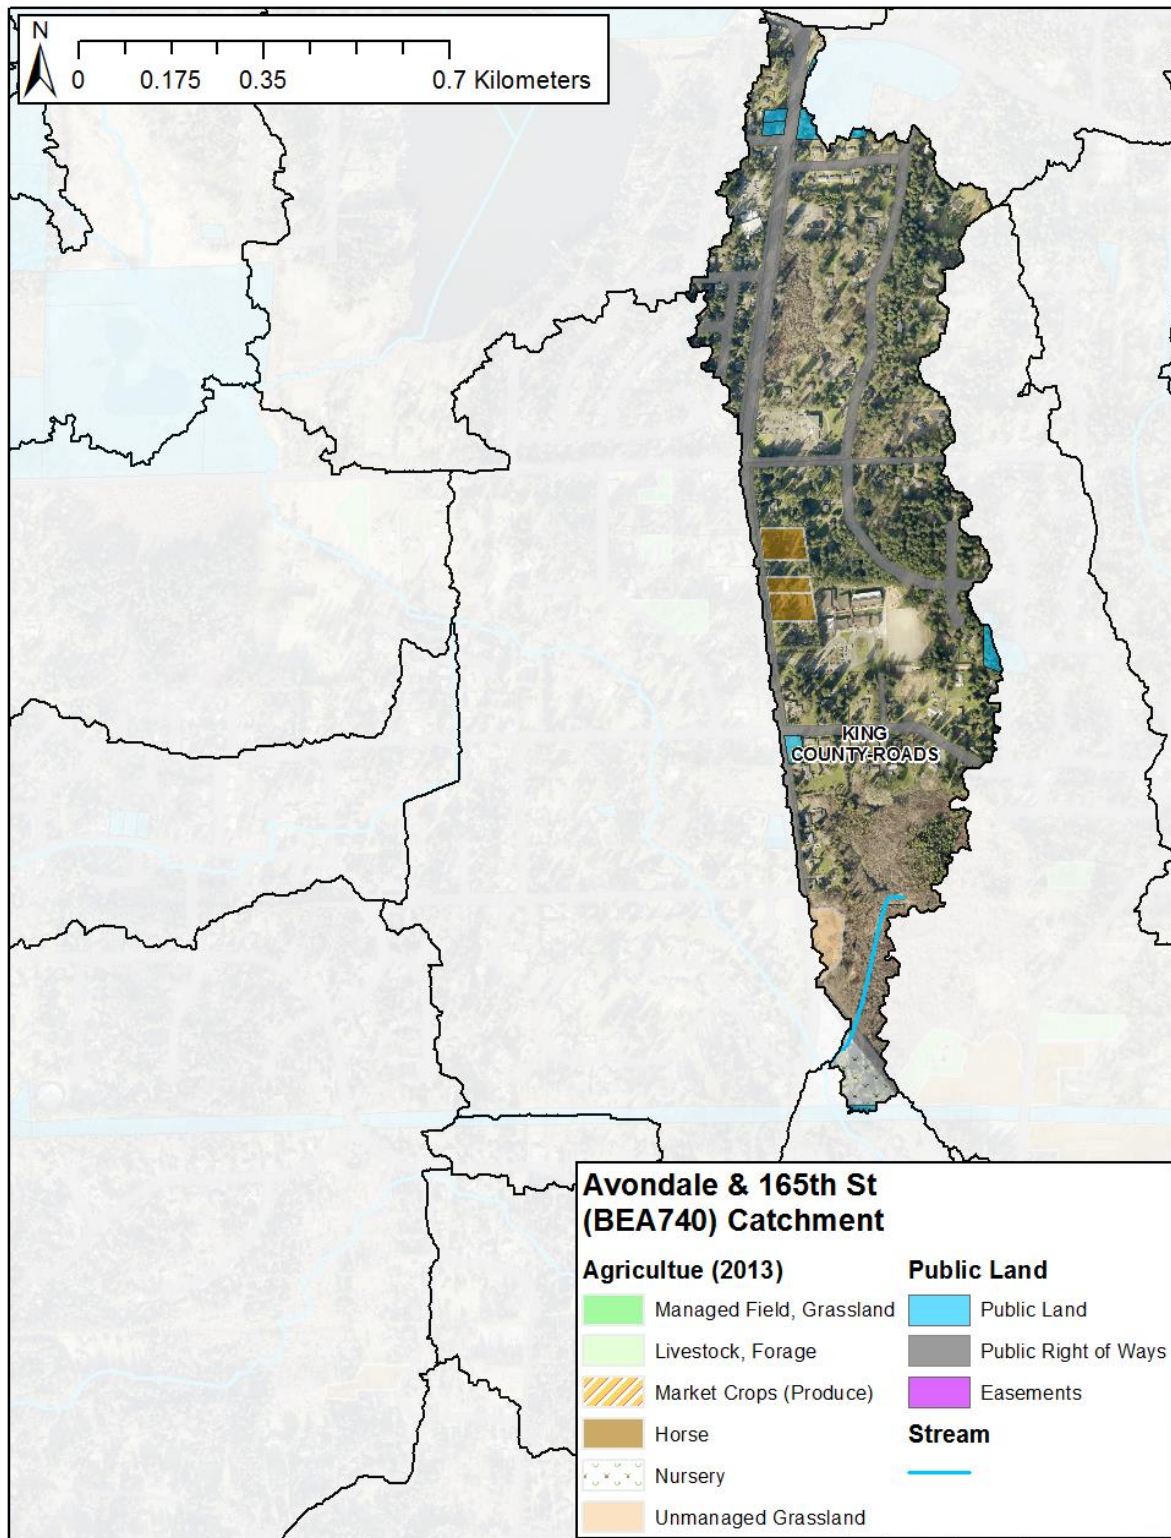 N
0 0.175 0.35 0.7 Kilometers
KING
COUNTY-ROADS
Avondale & 165th St
(BEA740) Catchment
Agricultue (2013)
Managed Field, Grassland
Livestock, Forage
Market Crops (Produce)
Horse
Nursery
Unmanaged Grassland
Public Land
Public Land
Public Right of Ways
Easements
Stream